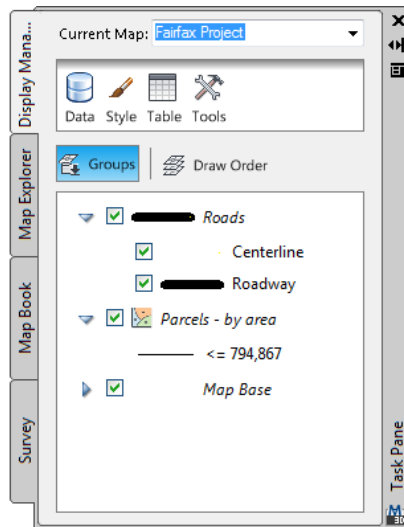 Current Map: Fairfax Project
Data Style Table Tools
Groups Draw Order
Roads
Centerline
Roadway
Parcels - by area
<= 794,867
Map Base
Display Mana...
Map Explorer
Map Book
Survey
Task Pane